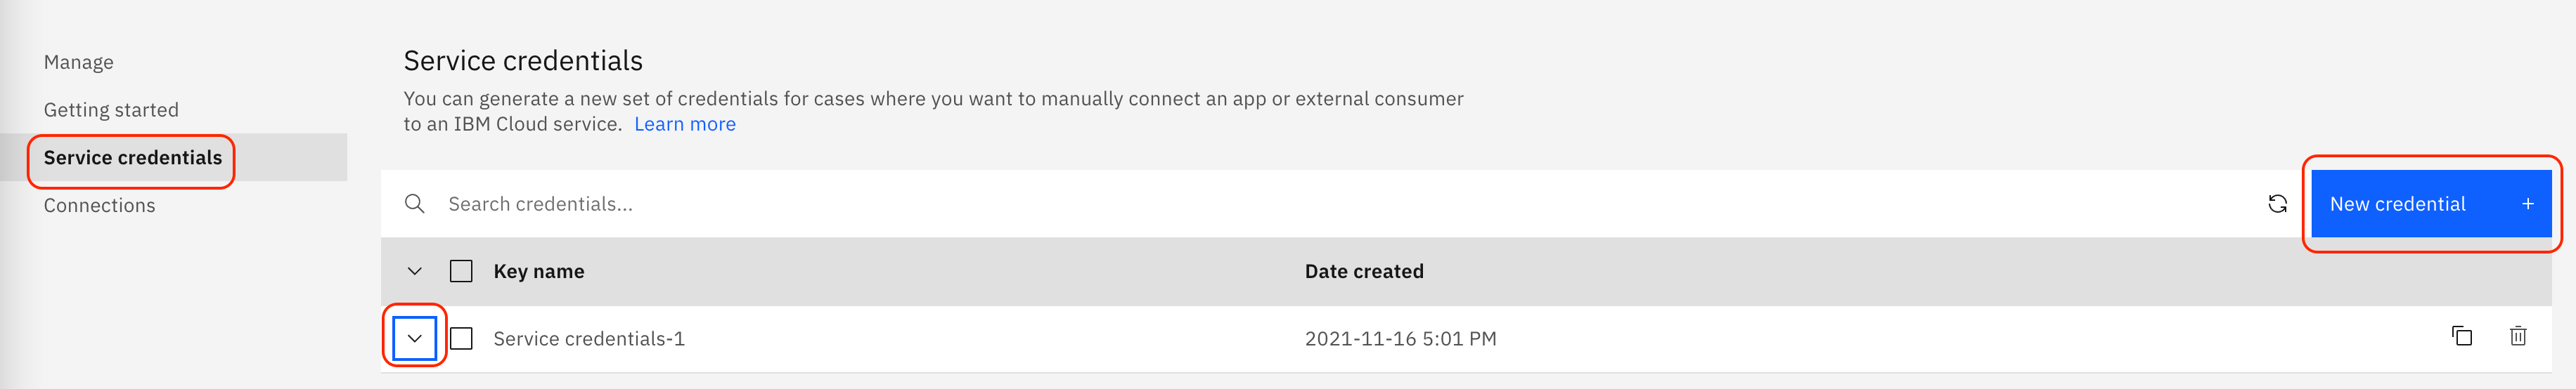 Manage
Getting started
Service credentials
Connections
Service credentials
You can generate a new set of credentials for cases where you want to manually connect an app or external consumer
to an IBM Cloud service. Learn more
Search credentials...
New credential +
Key name Date created
Service credentials-1 2021-11-16 5:01 PM